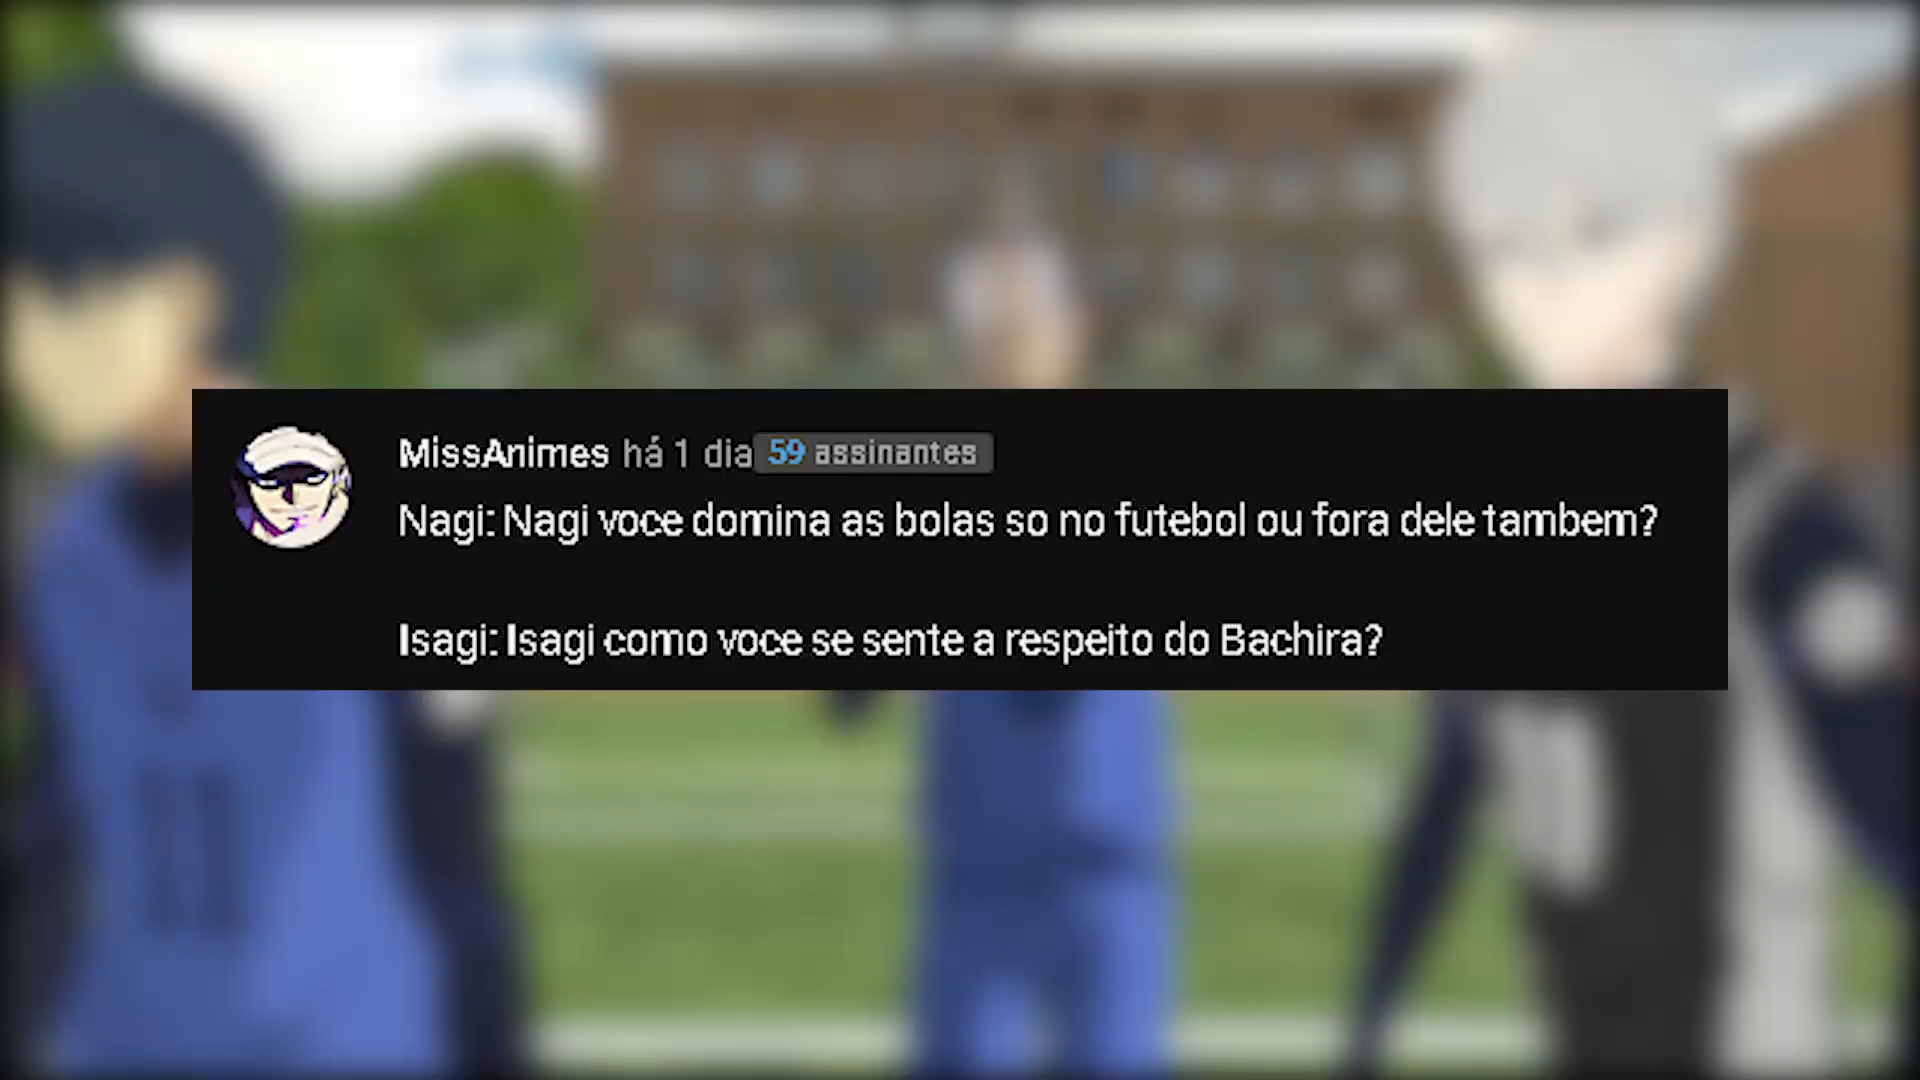 MissAnimes há 1 dia 59 assinantes
Nagi: Nagi voce domina as bolas so no futebol ou fora dele tambem?
Isagi: Isagi como voce se sente a respeito do Bachira?